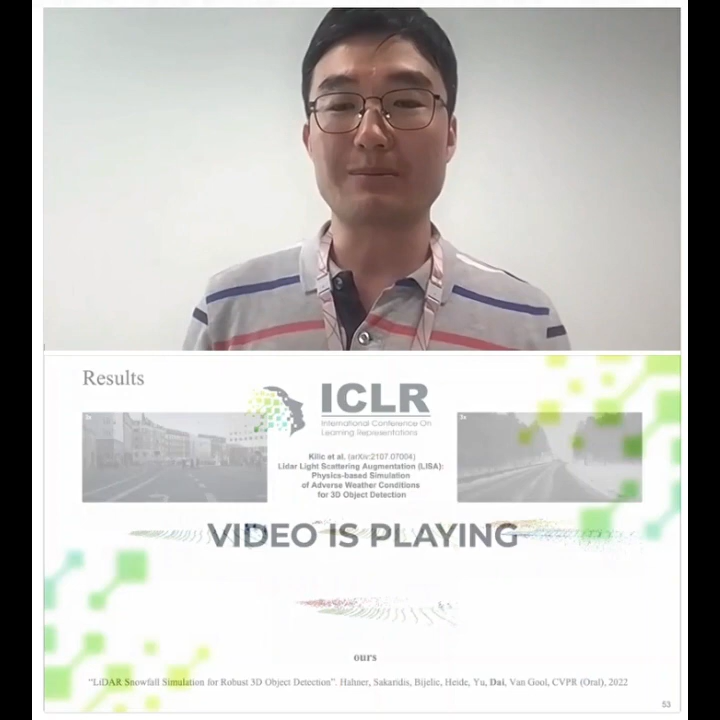 Results
3x
3x
ICLR
International Conference On
Learning Representations
Kilic et al. (arXiv:2107.07004)
Lidar Light Scattering Augmentation (LISA):
Physics-based Simulation
of Adverse Weather Conditions
for 3D Object Detection
VIDEO IS PLAYING
ours
"LiDAR Snowfall Simulation for Robust 3D Object Detection". Hahner, Sakaridis, Bijelic, Heide, Yu, Dai, Van Gool, CVPR (Oral), 2022
53